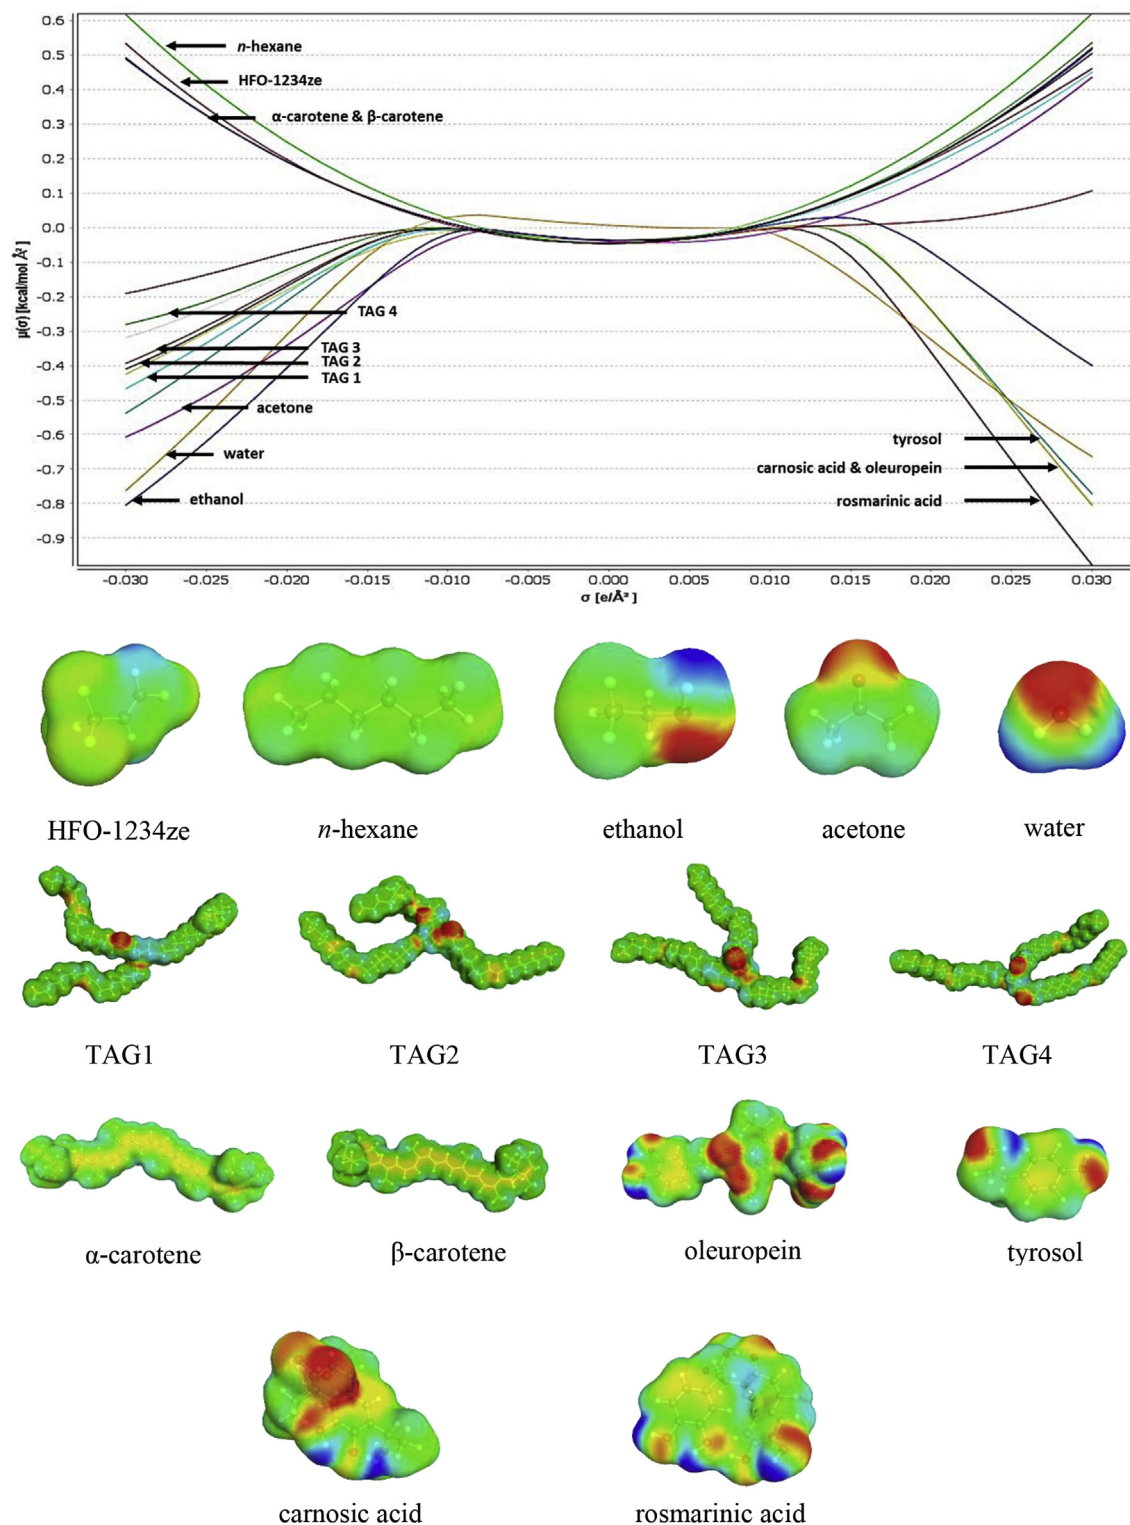 0.6
0.5
0.4
0.3
0.2
0.1
0.0
-0.1
-0.2
-0.3
-0.4
-0.5
-0.6
-0.7
-0.8
-0.9
μ(σ) [kcal/mol Å²]
n-hexane
HFO-1234ze
α-carotene & β-carotene
TAG 4
TAG 3
TAG 2
TAG 1
acetone
water
ethanol
tyrosol
carnosic acid & oleuropein
rosmarinic acid
-0.030 -0.025 -0.020 -0.015 -0.010 -0.005 0.000 0.005 0.010 0.015 0.020 0.025 0.030
σ [e/Å²]
HFO-1234ze n-hexane ethanol acetone water
TAG1 TAG2 TAG3 TAG4
α-carotene β-carotene oleuropein tyrosol
carnosic acid rosmarinic acid